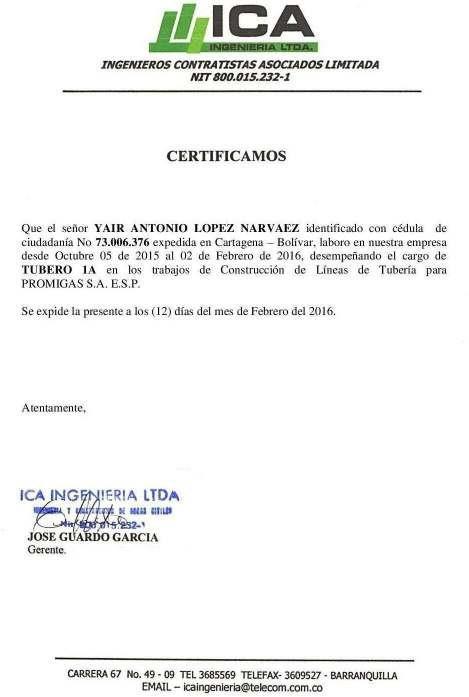 ICA
INGENIERIA LTDA.
INGENIEROS CONTRATISTAS ASOCIADOS LIMITADA
NIT 800.015.232-1
CERTIFICAMOS
Que el señor YAIR ANTONIO LOPEZ NARVAEZ identificado con cédula de
ciudadanía No 73.006.376 expedida en Cartagena – Bolívar, laboro en nuestra empresa
desde Octubre 05 de 2015 al 02 de Febrero de 2016, desempeñando el cargo de
TUBERO 1A en los trabajos de Construcción de Líneas de Tubería para
PROMIGAS S.A. E.S.P.
Se expide la presente a los (12) días del mes de Febrero del 2016.
Atentamente,
ICA INGENIERIA LTDA
INGENIERIA Y DE OBRAS CIVILES
Nit 800 015.232-1
JOSE GUARDO GARCIA
Gerente.
CARRERA 67 No. 49 - 09 TEL 3685569 TELEFAX- 3609527 - BARRANQUILLA
EMAIL – icaingenieria@telecom.com.co